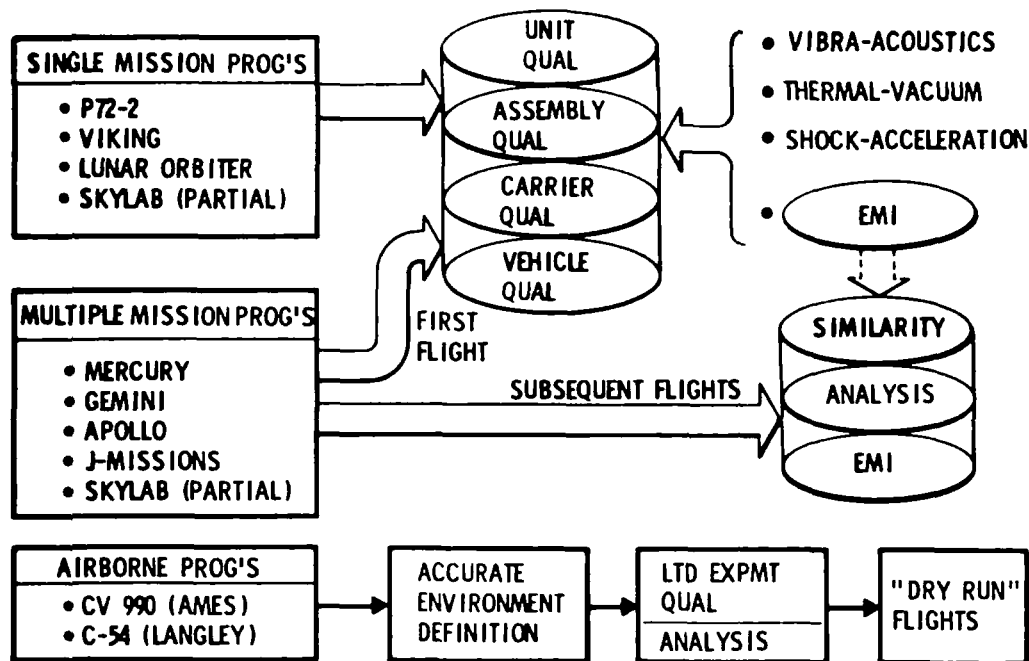 SINGLE MISSION PROG'S
• P72-2
• VIKING
• LUNAR ORBITER
• SKYLAB (PARTIAL)
UNIT
QUAL
ASSEMBLY
QUAL
CARRIER
QUAL
VEHICLE
QUAL
• VIBRA-ACOUSTICS
• THERMAL-VACUUM
• SHOCK-ACCELERATION
• EMI
MULTIPLE MISSION PROG'S
• MERCURY
• GEMINI
• APOLLO
• J-MISSIONS
• SKYLAB (PARTIAL)
FIRST
FLIGHT
SUBSEQUENT FLIGHTS
SIMILARITY
ANALYSIS
EMI
AIRBORNE PROG'S
• CV 990 (AMES)
• C-54 (LANGLEY)
ACCURATE
ENVIRONMENT
DEFINITION
LTD EXPMT
QUAL
ANALYSIS
"DRY RUN"
FLIGHTS